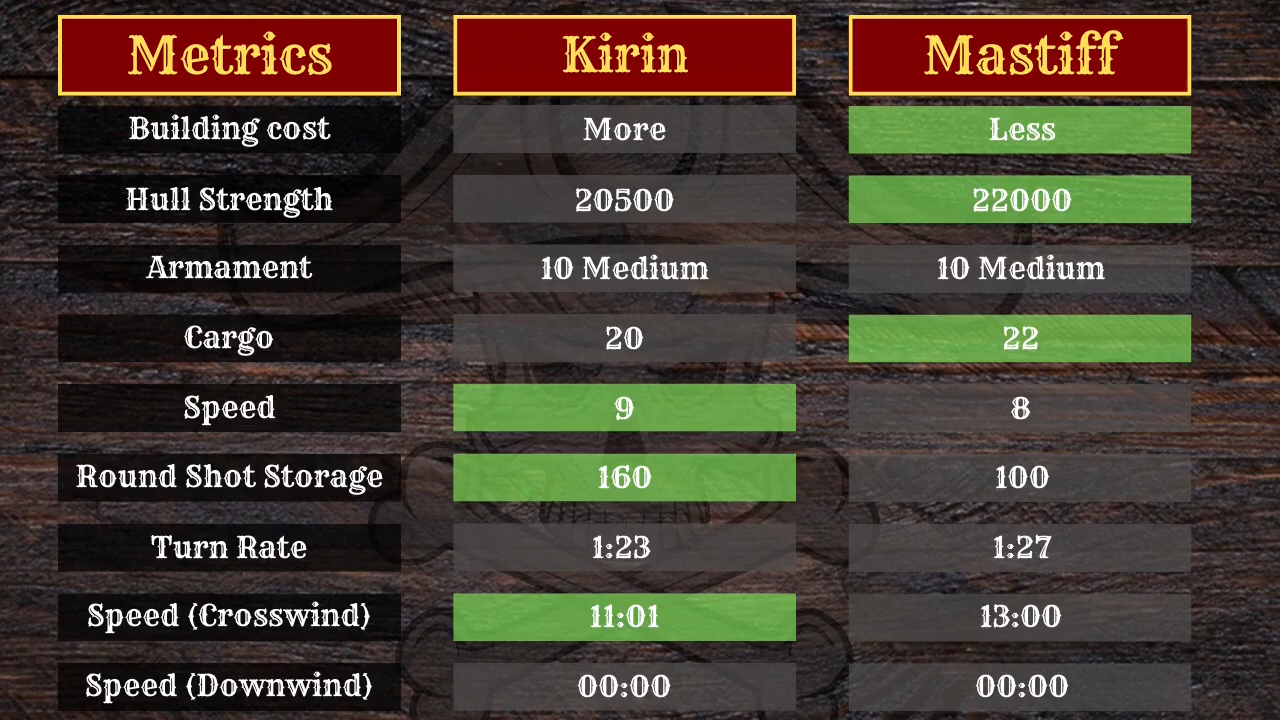 Metrics Kirin Mastiff
Building cost More Less
Hull Strength 20500 22000
Armament 10 Medium 10 Medium
Cargo 20 22
Speed 9 8
Round Shot Storage 160 100
Turn Rate 1:23 1:27
Speed (Crosswind) 11:01 13:00
Speed (Downwind) 00:00 00:00